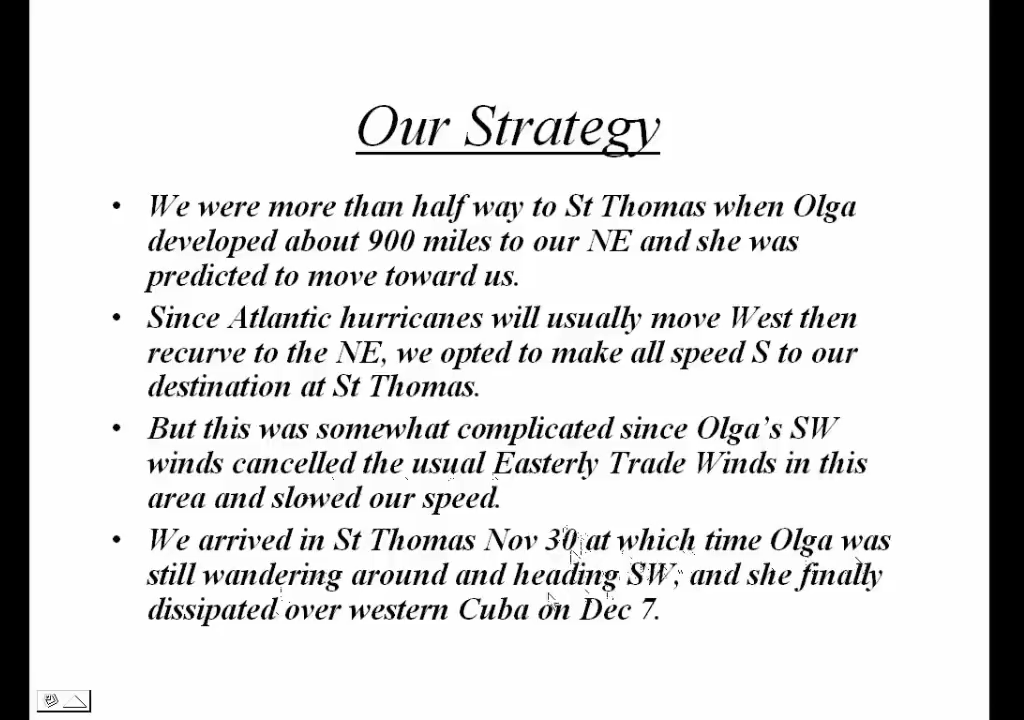 Our Strategy
• We were more than half way to St Thomas when Olga
developed about 900 miles to our NE and she was
predicted to move toward us.
• Since Atlantic hurricanes will usually move West then
recurve to the NE, we opted to make all speed S to our
destination at St Thomas.
• But this was somewhat complicated since Olga's SW
winds cancelled the usual Easterly Trade Winds in this
area and slowed our speed.
• We arrived in St Thomas Nov 30 at which time Olga was
still wandering around and heading SW, and she finally
dissipated over western Cuba on Dec 7.